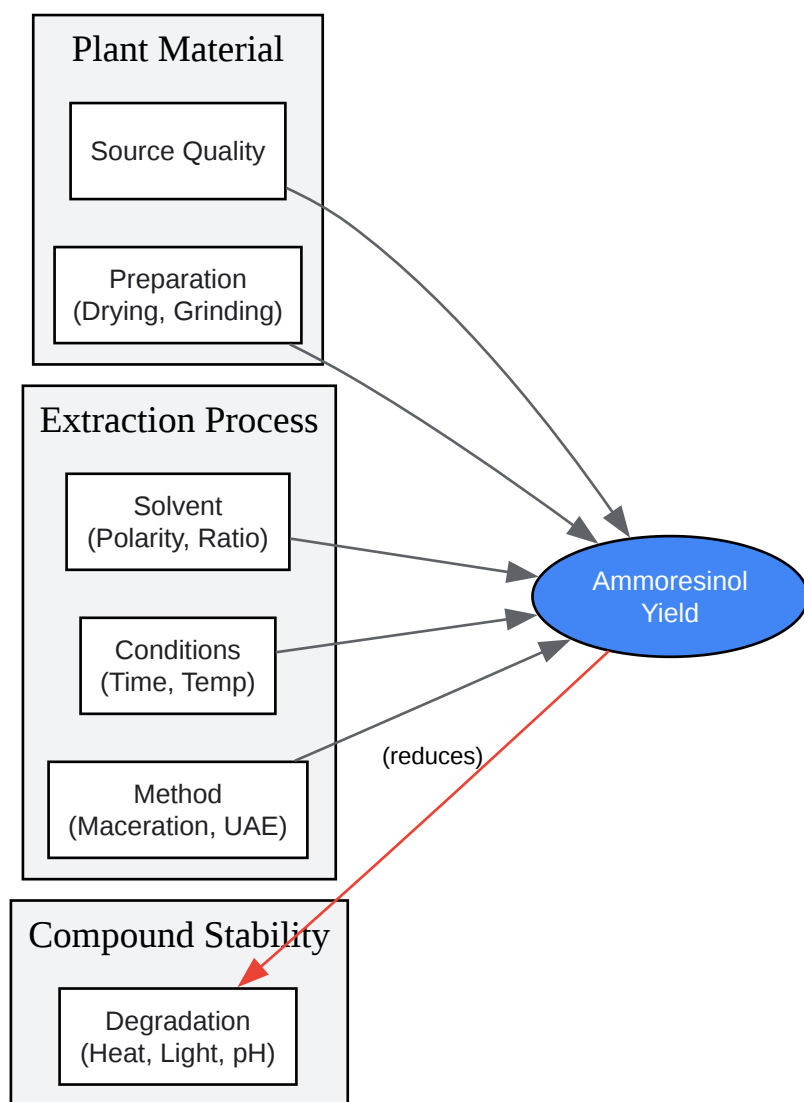 Plant Material
Source Quality
Preparation
(Drying, Grinding)
Extraction Process
Solvent
(Polarity, Ratio)
Conditions
(Time, Temp)
Method
(Maceration, UAE)
Ammoresinol
Yield
(reduces)
Compound Stability
Degradation
(Heat, Light, pH)